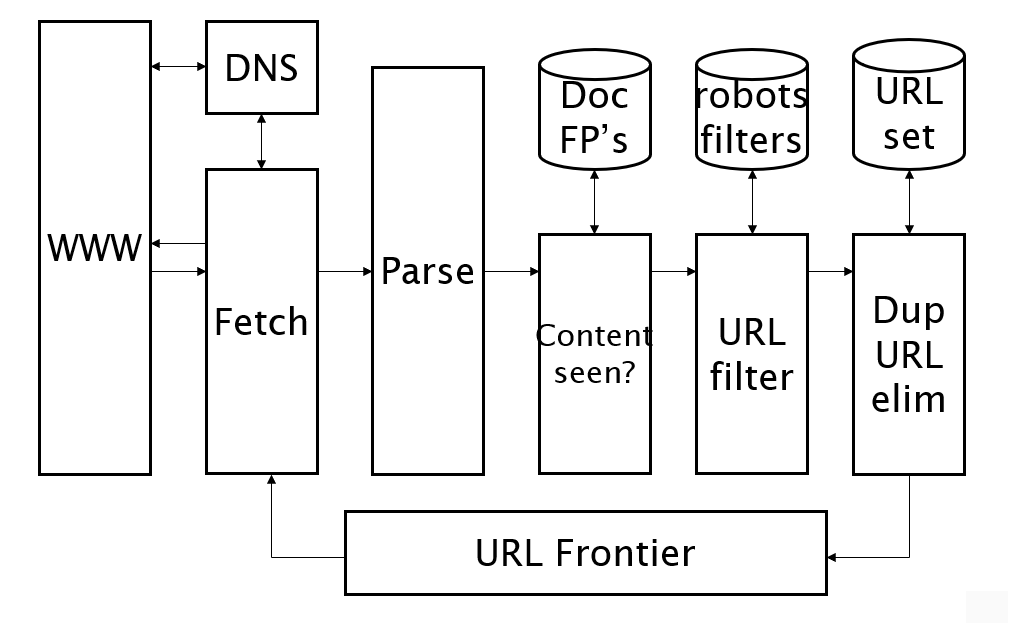 DNS
WWW
Fetch
Parse
Doc
FP’s
robots
filters
URL
set
Content
seen?
URL
filter
Dup
URL
elim
URL Frontier